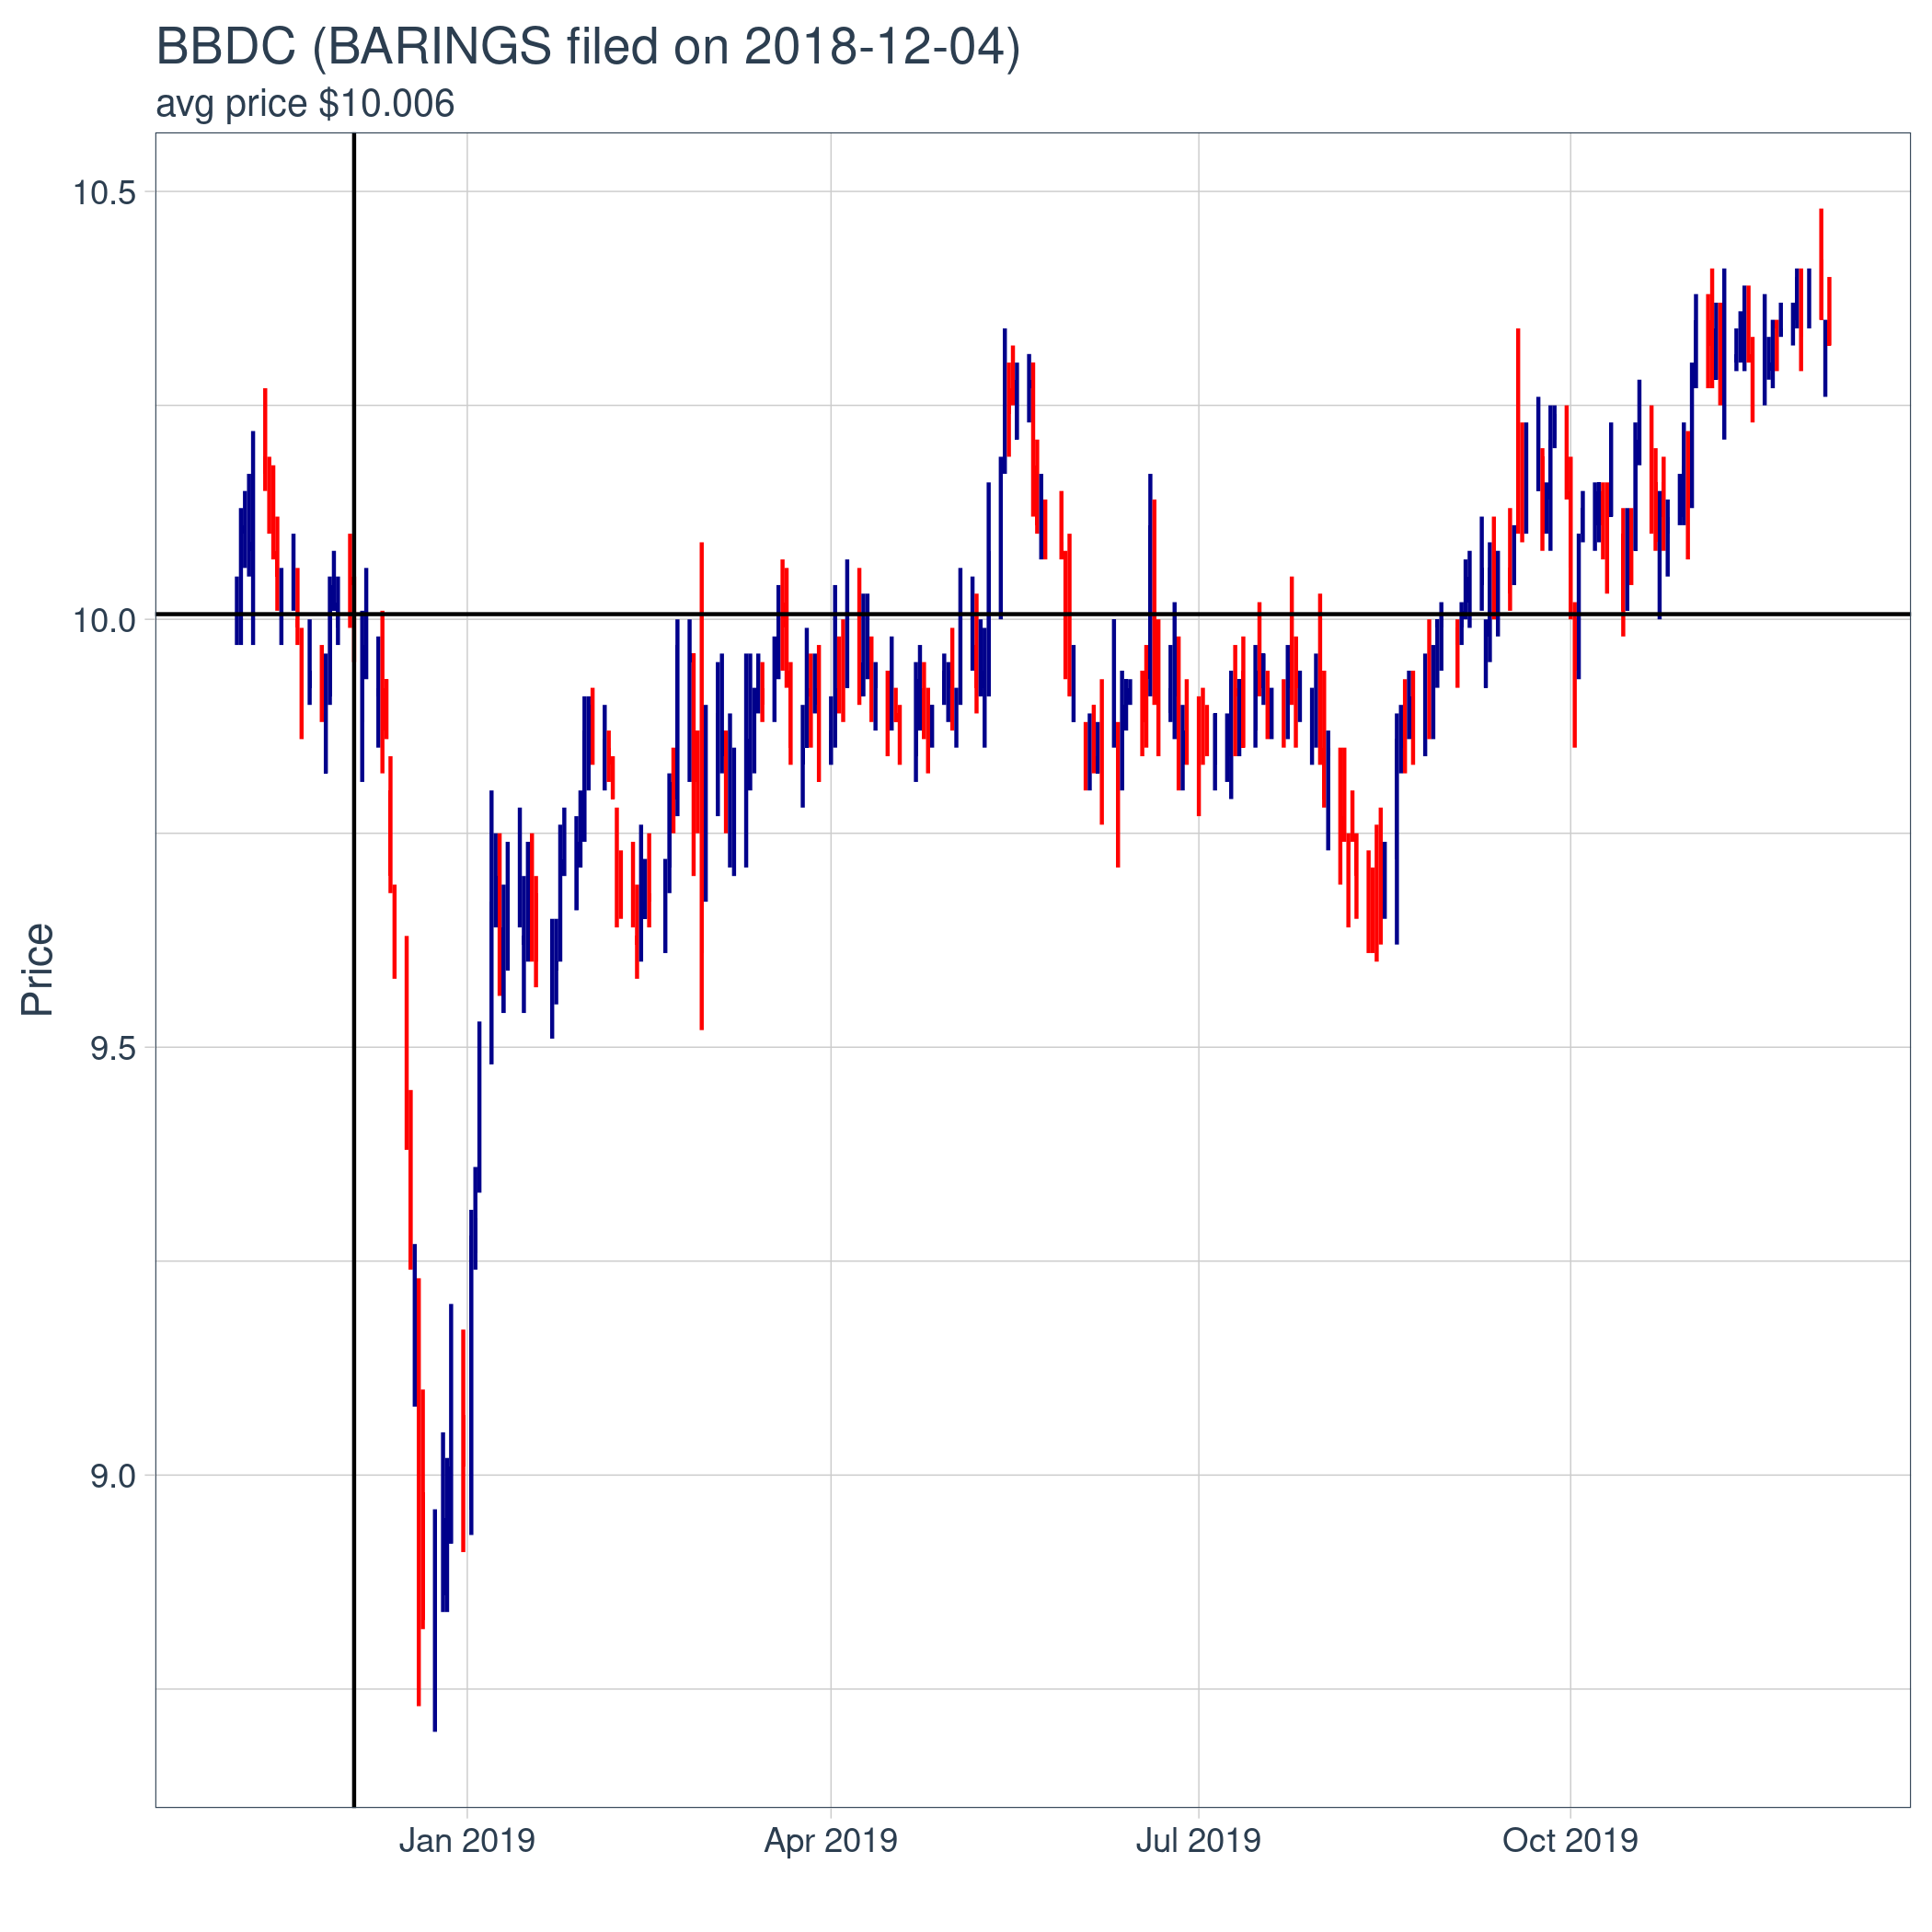 BBDC (BARINGS filed on 2018-12-04)
avg price $10.006
10.5
10.0
9.5
9.0
Price
Jan 2019
Apr 2019
Jul 2019
Oct 2019